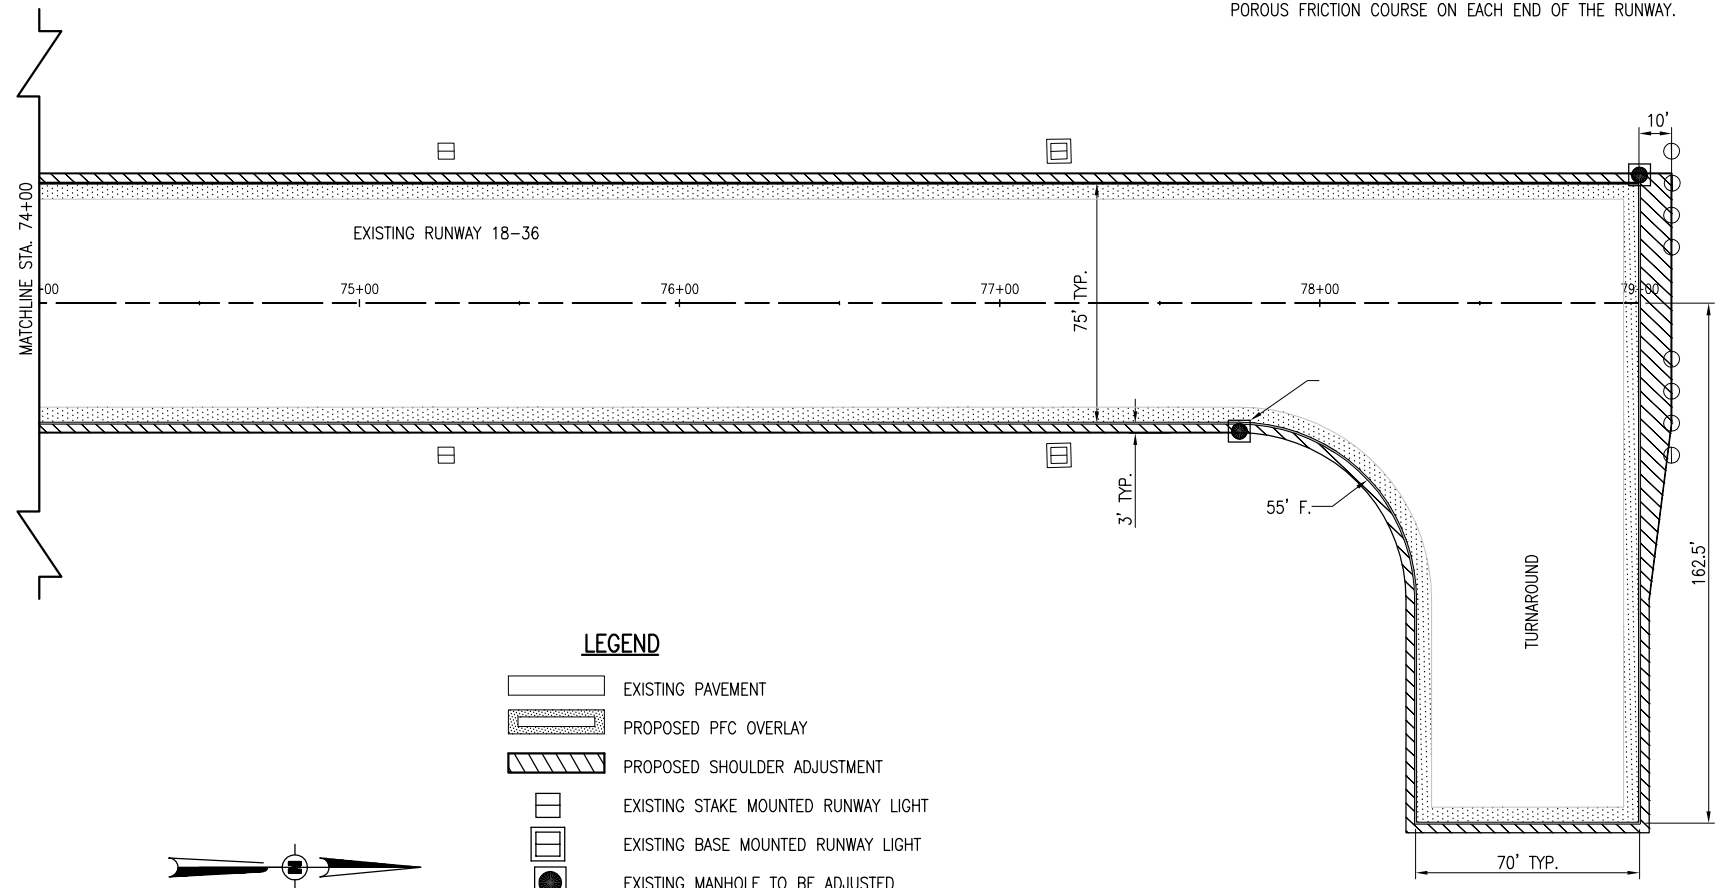 POROUS FRICTION COURSE ON EACH END OF THE RUNWAY.
10'
MATCHLINE STA. 74+00
EXISTING RUNWAY 18-36
+00
75+00
76+00
77+00
78+00
79+00
75' TYP.
3' TYP.
55' F.
TURNAROUND
162.5'
70' TYP.
LEGEND
EXISTING PAVEMENT
PROPOSED PFC OVERLAY
PROPOSED SHOULDER ADJUSTMENT
EXISTING STAKE MOUNTED RUNWAY LIGHT
EXISTING BASE MOUNTED RUNWAY LIGHT
EXISTING MANHOLE TO BE ADJUSTED
N